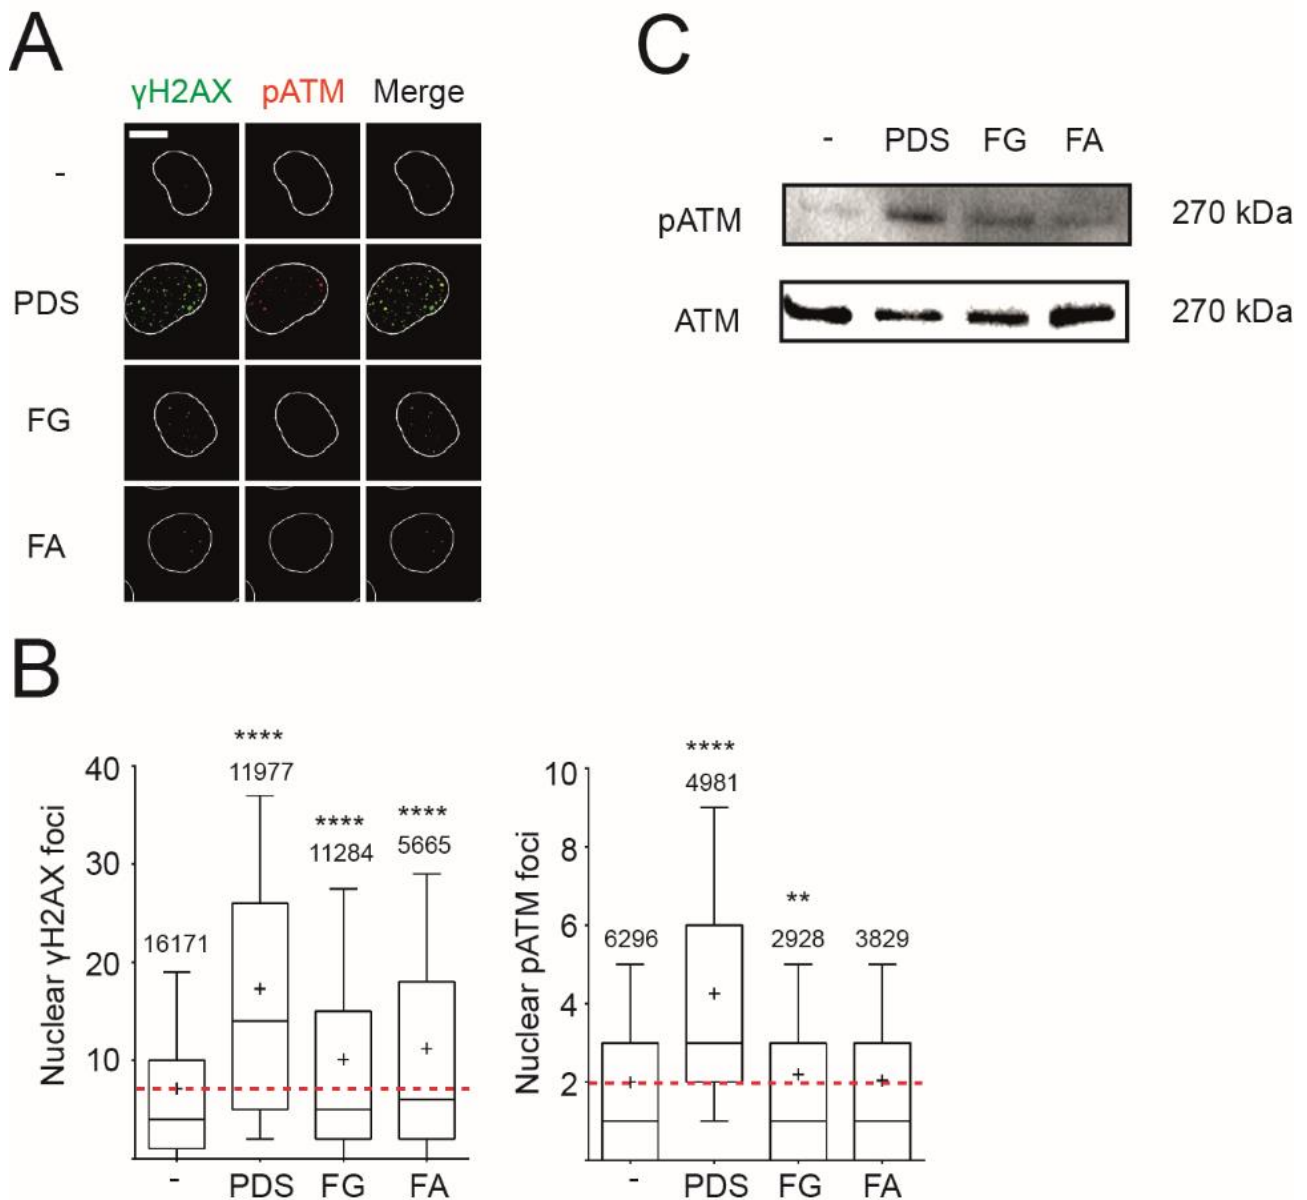 A
γH2AX pATM Merge
-
PDS
FG
FA
C
- PDS FG FA
pATM 270 kDa
ATM 270 kDa
B
Nuclear γH2AX foci
40
30
20
10
16171
****
11977
****
11284
****
5665
- PDS FG FA
Nuclear pATM foci
10
8
6
4
2
6296
****
4981
**
2928
3829
- PDS FG FA